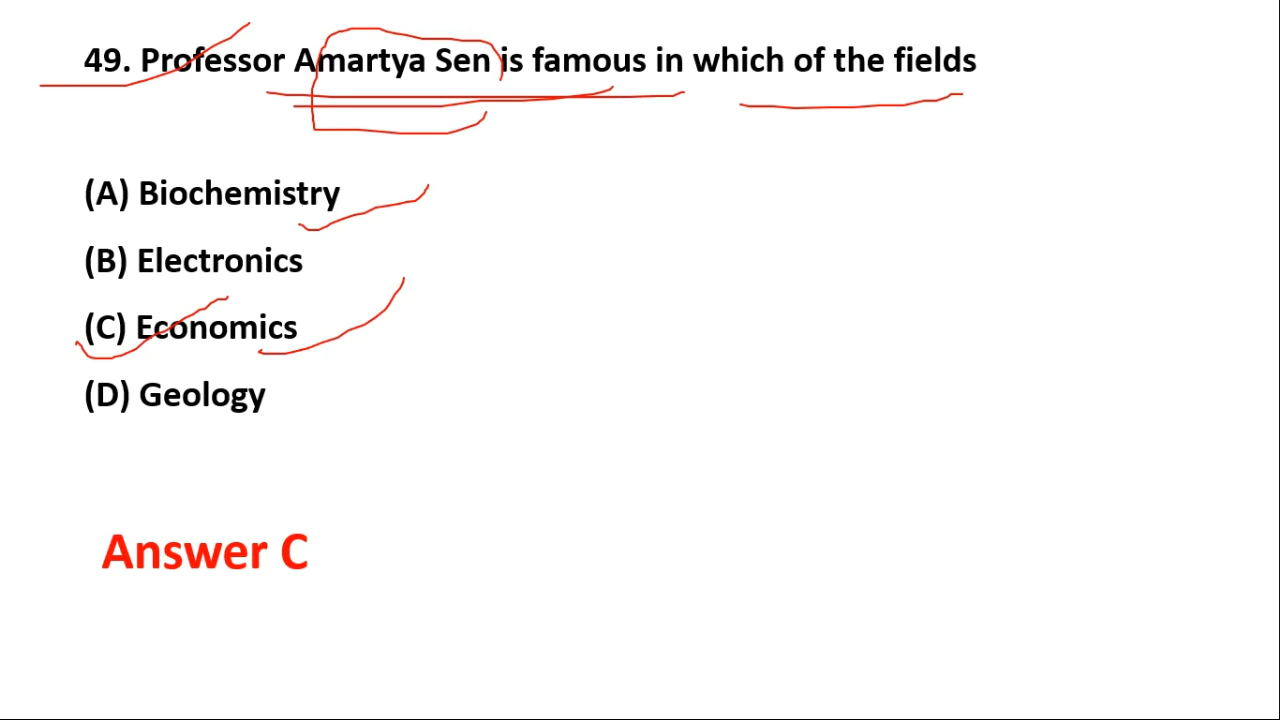 49. Professor Amartya Sen is famous in which of the fields
(A) Biochemistry
(B) Electronics
(C) Economics
(D) Geology
Answer C